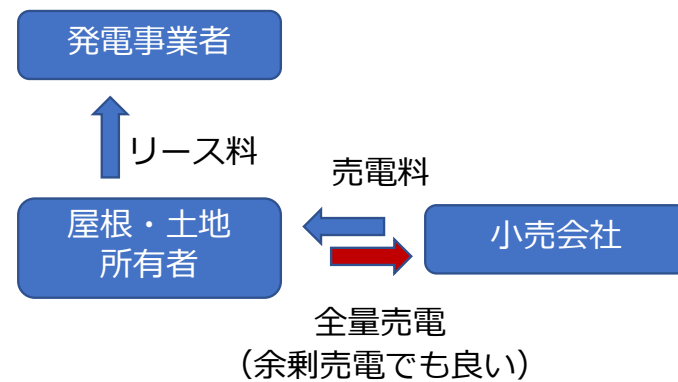 発電事業者
リース料
売電料
屋根・土地
所有者
小売会社
全量売電
（余剰売電でも良い）